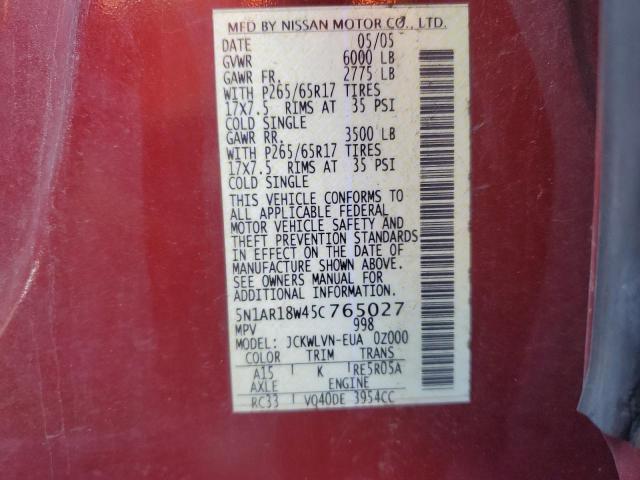 MFD BY NISSAN MOTOR CO., LTD.
DATE 05/05
GVWR 6000 LB
GAWR FR. 2775 LB
WITH P265/65R17 TIRES
17X7.5 RIMS AT 35 PSI
COLD SINGLE
GAWR RR. 3500 LB
WITH P265/65R17 TIRES
17X7.5 RIMS AT 35 PSI
COLD SINGLE
THIS VEHICLE CONFORMS TO
ALL APPLICABLE FEDERAL
MOTOR VEHICLE SAFETY AND
THEFT PREVENTION STANDARDS
IN EFFECT ON THE DATE OF
MANUFACTURE SHOWN ABOVE.
SEE OWNERS MANUAL FOR
ADDITIONAL INFORMATION
5N1AR18W45C765027
MPV 998
MODEL: JCKWLVN-EUA 0Z000
COLOR TRIM TRANS
A15 K RE5R05A
AXLE ENGINE
RC33 VQ40DE 3954CC